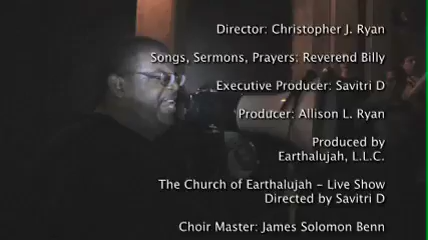 Director: Christopher J. Ryan
Songs, Sermons, Prayers: Reverend Billy
Executive Producer: Savitri D
Producer: Allison L. Ryan
Produced by
Earthalujah, L.L.C.
The Church of Earthalujah – Live Show
Directed by Savitri D
Choir Master: James Solomon Benn